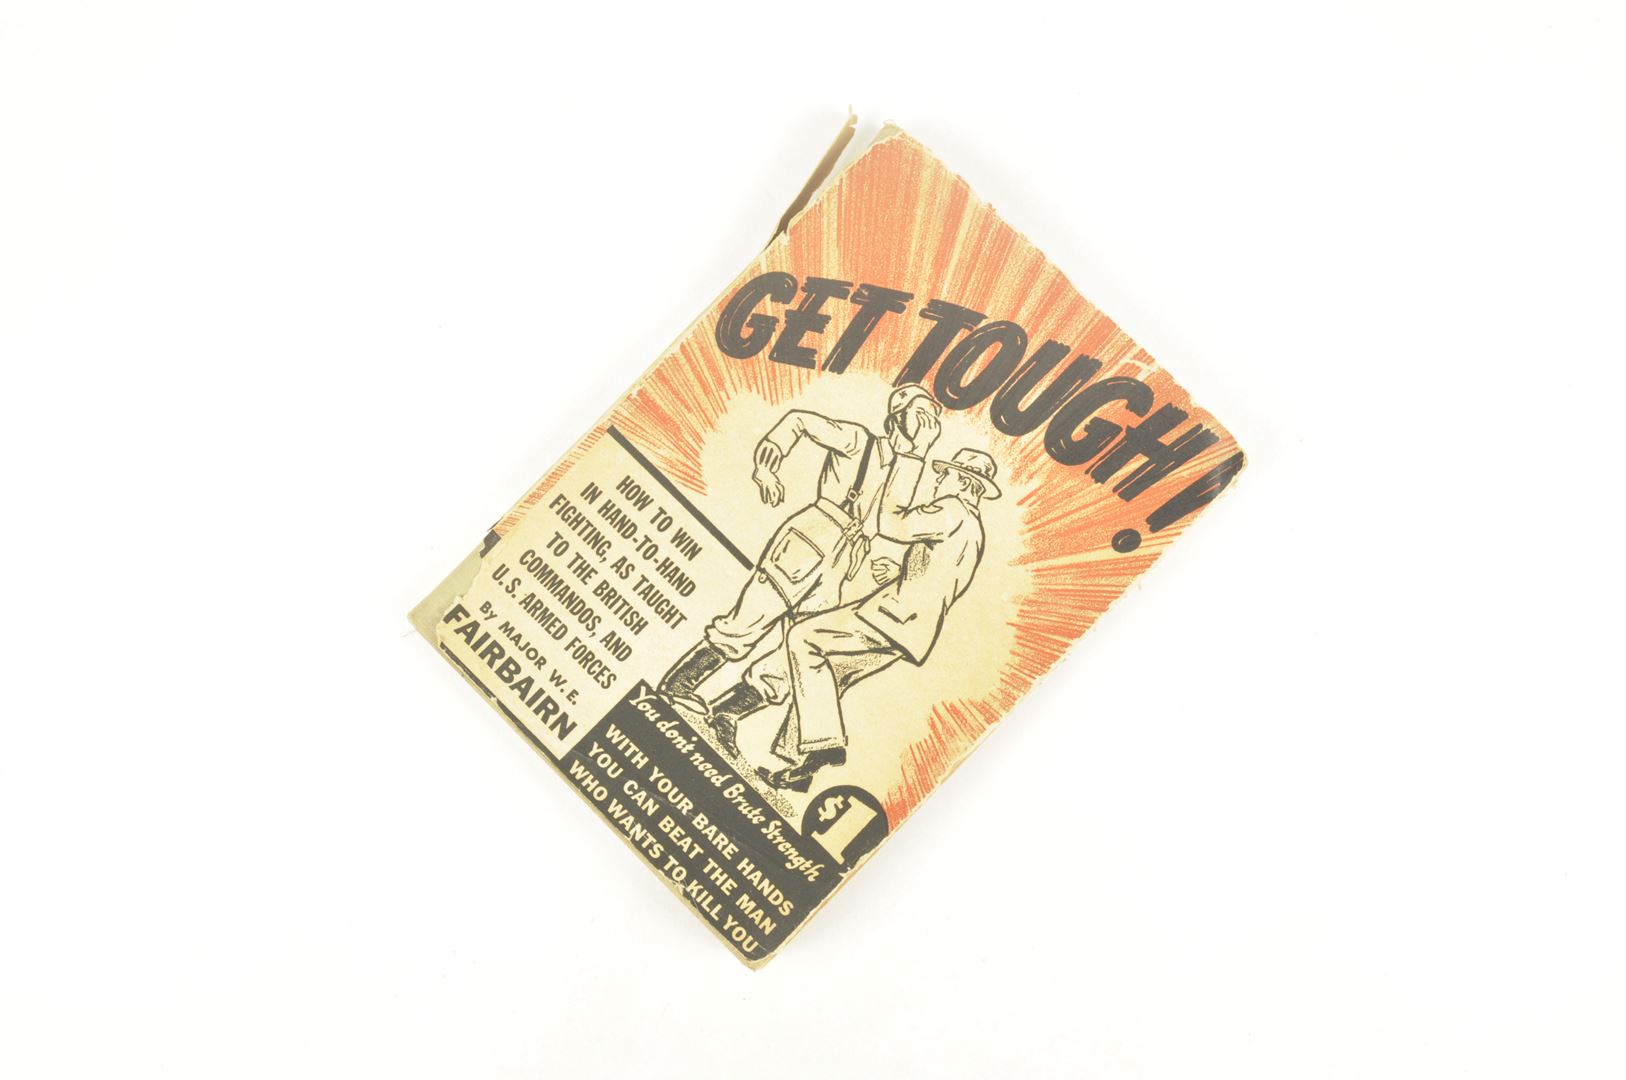 GET TOUGH!
HOW TO WIN
IN HAND-TO-HAND
FIGHTING, AS TAUGHT
TO THE BRITISH
COMMANDOS, AND
U.S. ARMED FORCES
By MAJOR W. E.
FAIRBAIRN
You don't need Brute Strength
WITH YOUR BARE HANDS
YOU CAN BEAT THE MAN
WHO WANTS TO KILL YOU
$1